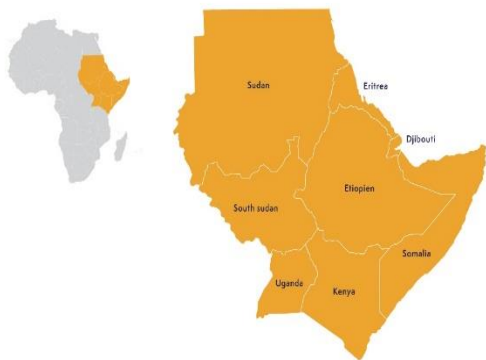 Sudan
Eritrea
Djibouti
Etiopien
South sudan
Somalia
Uganda
Kenya